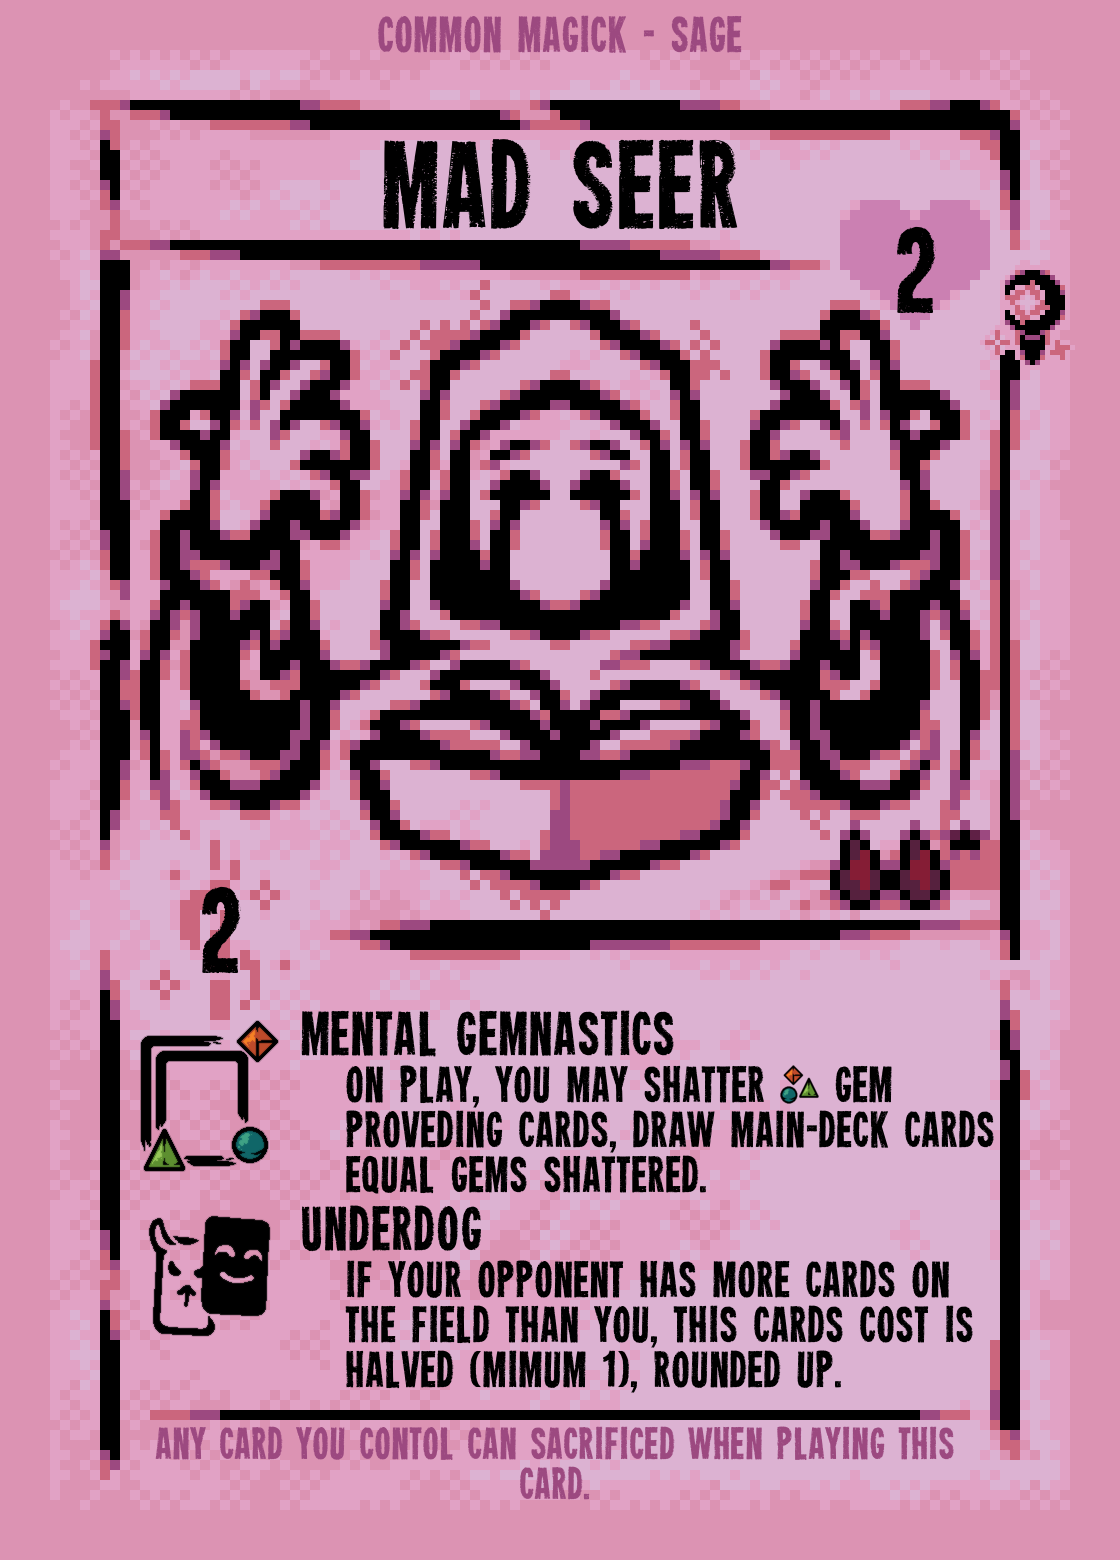 COMMON MAGICK - SAGE
MAD SEER
2
2
MENTAL GEMNASTICS
ON PLAY, YOU MAY SHATTER GEM
PROVEDING CARDS, DRAW MAIN-DECK CARDS
EQUAL GEMS SHATTERED.
UNDERDOG
IF YOUR OPPONENT HAS MORE CARDS ON
THE FIELD THAN YOU, THIS CARDS COST IS
HALVED (MIMUM 1), ROUNDED UP.
ANY CARD YOU CONTOL CAN SACRIFICED WHEN PLAYING THIS
CARD.